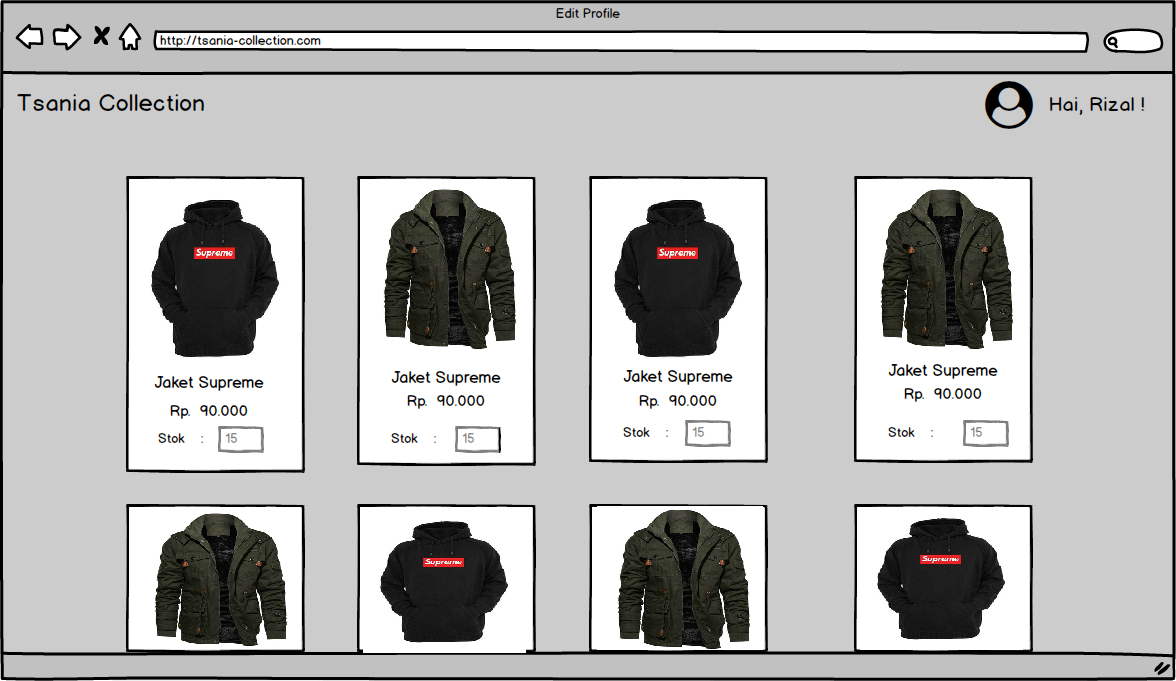 Edit Profile
http://tsania-collection.com
Tsania Collection
Hai, Rizal !
Supreme
Supreme
Jaket Supreme
Rp. 90.000
Stok : 15
Jaket Supreme
Rp. 90.000
Stok : 15
Jaket Supreme
Rp. 90.000
Stok : 15
Jaket Supreme
Rp. 90.000
Stok : 15
Supreme
Supreme